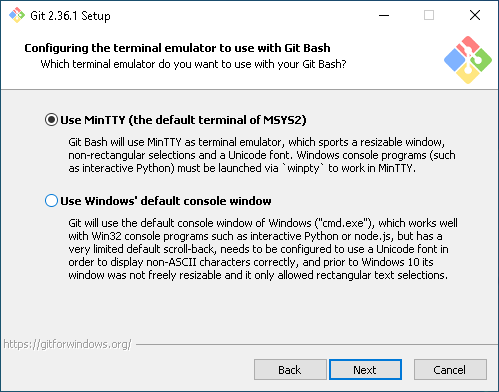 Git 2.36.1 Setup
Configuring the terminal emulator to use with Git Bash
Which terminal emulator do you want to use with your Git Bash?
Use MinTTY (the default terminal of MSYS2)
Git Bash will use MinTTY as terminal emulator, which sports a resizable window,
non-rectangular selections and a Unicode font. Windows console programs (such
as interactive Python) must be launched via `winpty` to work in MinTTY.
Use Windows' default console window
Git will use the default console window of Windows ("cmd.exe"), which works well
with Win32 console programs such as interactive Python or node.js, but has a
very limited default scroll-back, needs to be configured to use a Unicode font in
order to display non-ASCII characters correctly, and prior to Windows 10 its
window was not freely resizable and it only allowed rectangular text selections.
https://gitforwindows.org/
Back
Next
Cancel